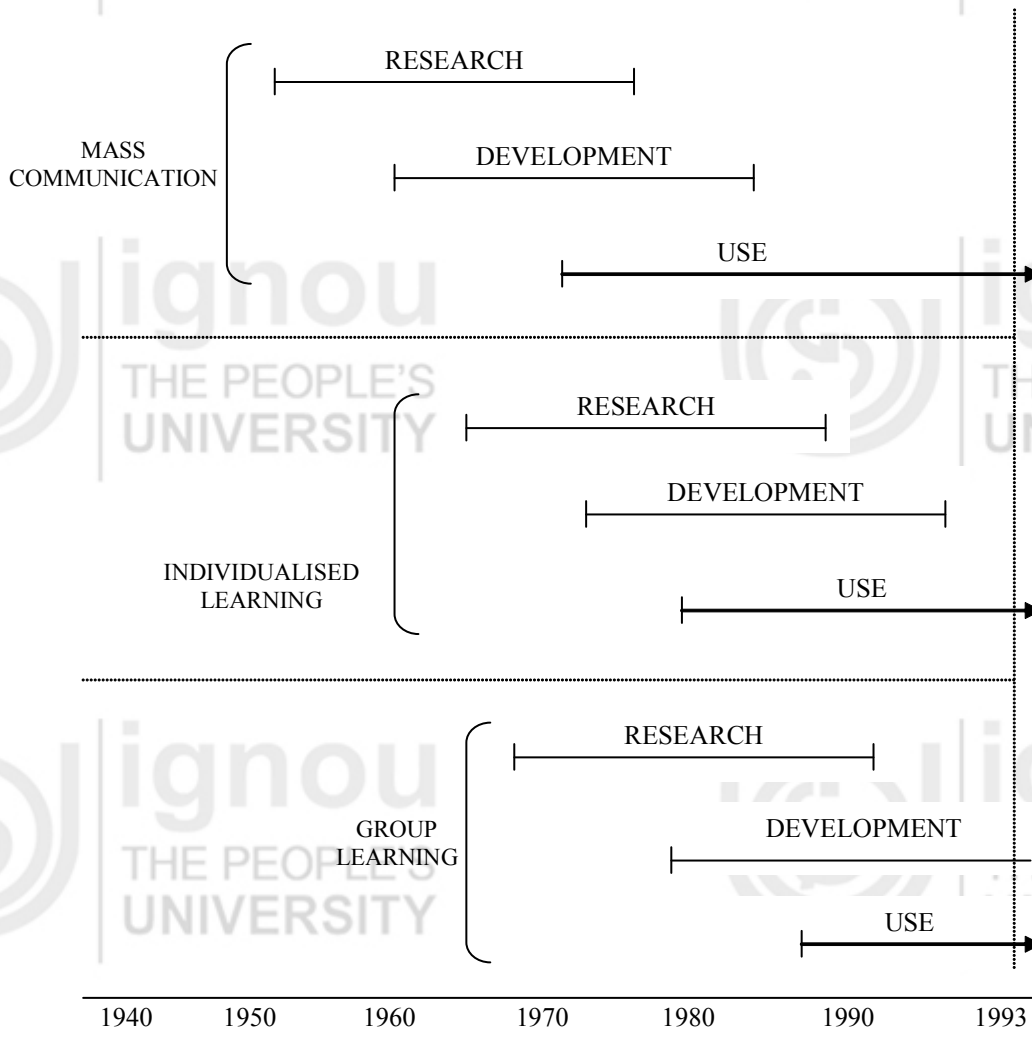 RESEARCH
MASS
COMMUNICATION
DEVELOPMENT
USE
ignou
THE PEOPLE'S
UNIVERSITY
RESEARCH
DEVELOPMENT
INDIVIDUALISED
LEARNING
USE
ignou
THE PEOPLE'S
UNIVERSITY
RESEARCH
GROUP
LEARNING
DEVELOPMENT
USE
1940 1950 1960 1970 1980 1990 1993